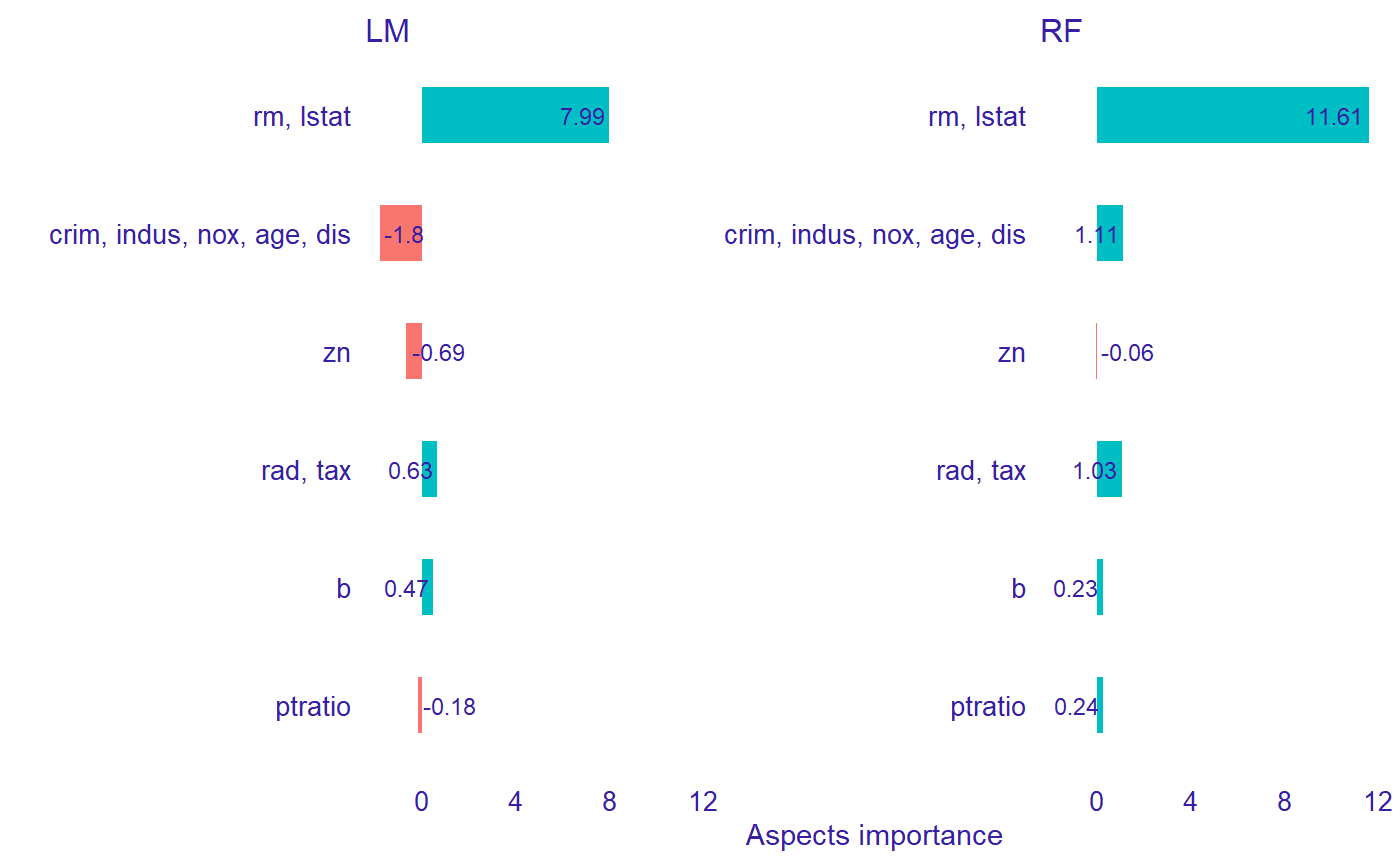 LM
rm, lstat 7.99
crim, indus, nox, age, dis -1.8
zn -0.69
rad, tax 0.63
b 0.47
ptratio -0.18
0 4 8 12
RF
rm, lstat 11.61
crim, indus, nox, age, dis 1.11
zn -0.06
rad, tax 1.03
b 0.23
ptratio 0.24
0 4 8 12
Aspects importance